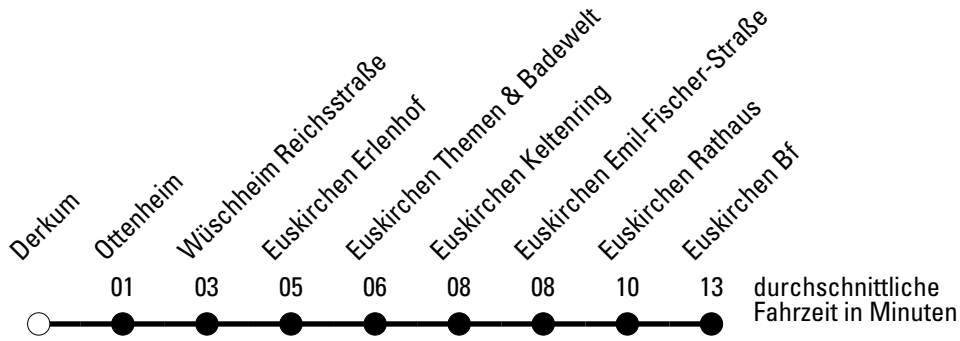 Derkum
Ottenheim
Wüschheim Reichsstraße
Euskirchen Erlenhof
Euskirchen Themen & Badewelt
Euskirchen Keltenring
Euskirchen Emil-Fischer-Straße
Euskirchen Rathaus
Euskirchen Bf
01 03 05 06 08 08 10 13
durchschnittliche
Fahrzeit in Minuten